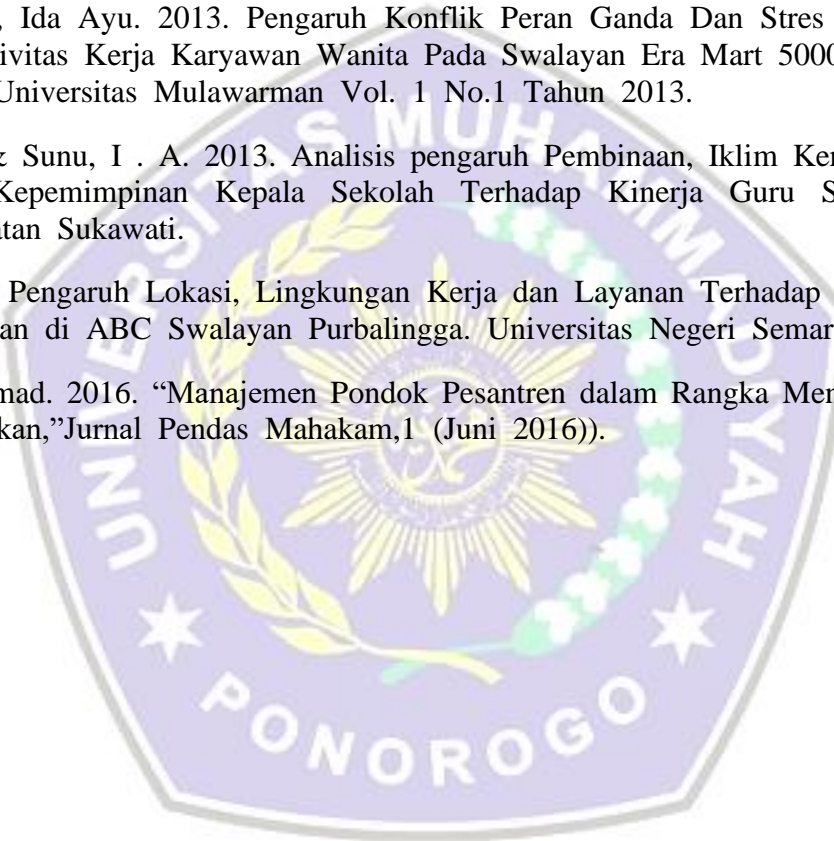 , Ida Ayu. 2013. Pengaruh Konflik Peran Ganda Dan Stres
ivitas Kerja Karyawan Wanita Pada Swalayan Era Mart 5000
Universitas Mulawarman Vol. 1 No.1 Tahun 2013.
& Sunu, I . A. 2013. Analisis pengaruh Pembinaan, Iklim Ker
Kepemimpinan Kepala Sekolah Terhadap Kinerja Guru S
atan Sukawati.
Pengaruh Lokasi, Lingkungan Kerja dan Layanan Terhadap
an di ABC Swalayan Purbalingga. Universitas Negeri Semar
mad. 2016. “Manajemen Pondok Pesantren dalam Rangka Men
kan,”Jurnal Pendas Mahakam,1 (Juni 2016)).
UNIVERSITAS MUHAMMADIYAH
PONOROGO